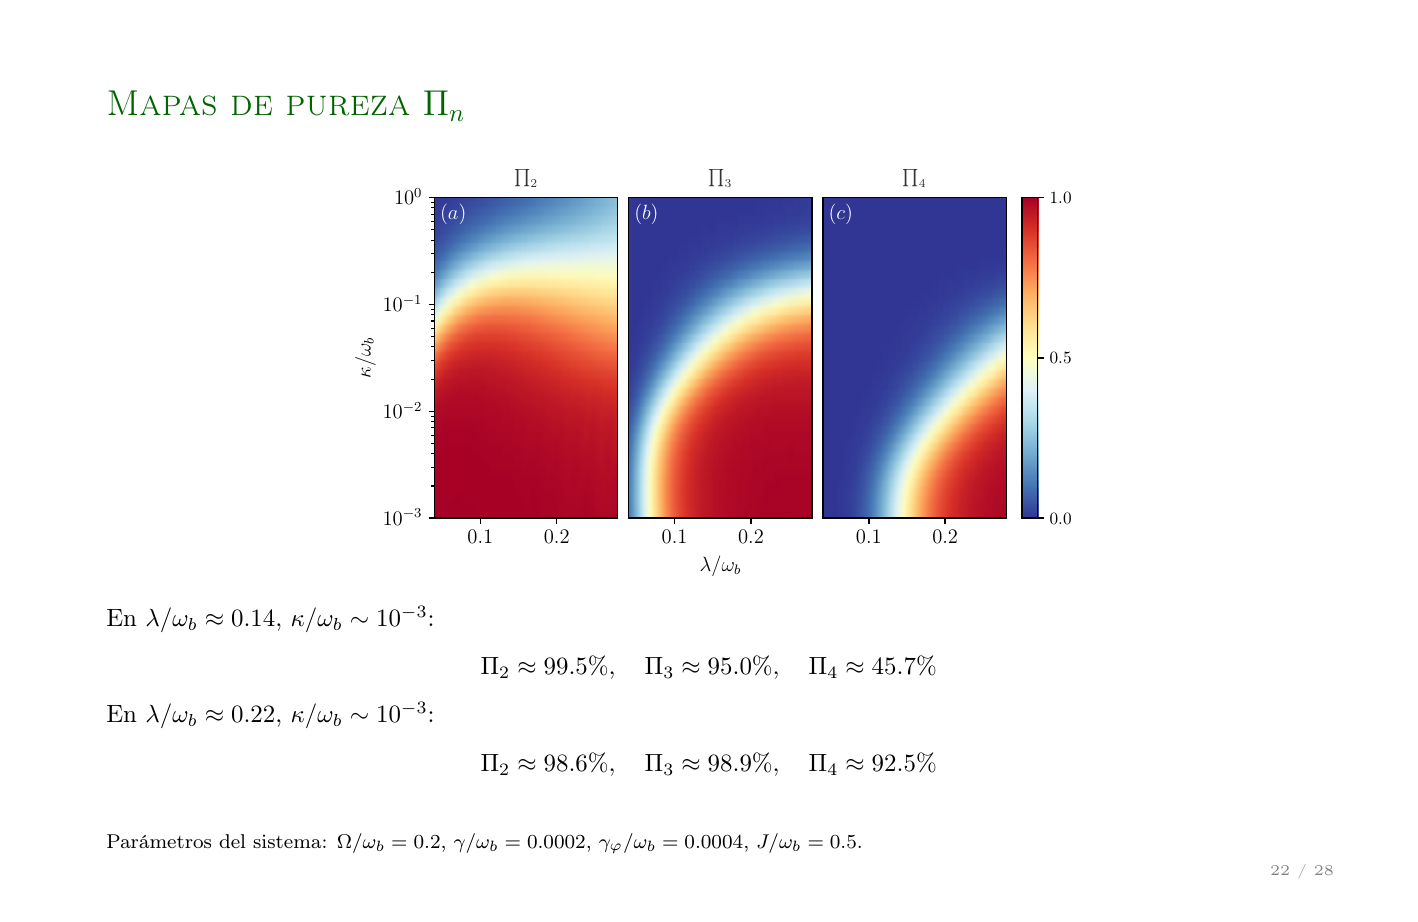 Mapas de pureza Πₙ
Π₂ Π₃ Π₄
(a) (b) (c)
10⁰
10⁻¹
10⁻²
10⁻³
κ/ω_b
0.1 0.2 0.1 0.2 0.1 0.2
λ/ω_b
1.0
0.5
0.0
En λ/ω_b ≈ 0.14, κ/ω_b ∼ 10⁻³:
Π₂ ≈ 99.5%, Π₃ ≈ 95.0%, Π₄ ≈ 45.7%
En λ/ω_b ≈ 0.22, κ/ω_b ∼ 10⁻³:
Π₂ ≈ 98.6%, Π₃ ≈ 98.9%, Π₄ ≈ 92.5%
Parámetros del sistema: Ω/ω_b = 0.2, γ/ω_b = 0.0002, γ_φ/ω_b = 0.0004, J/ω_b = 0.5.
22 / 28